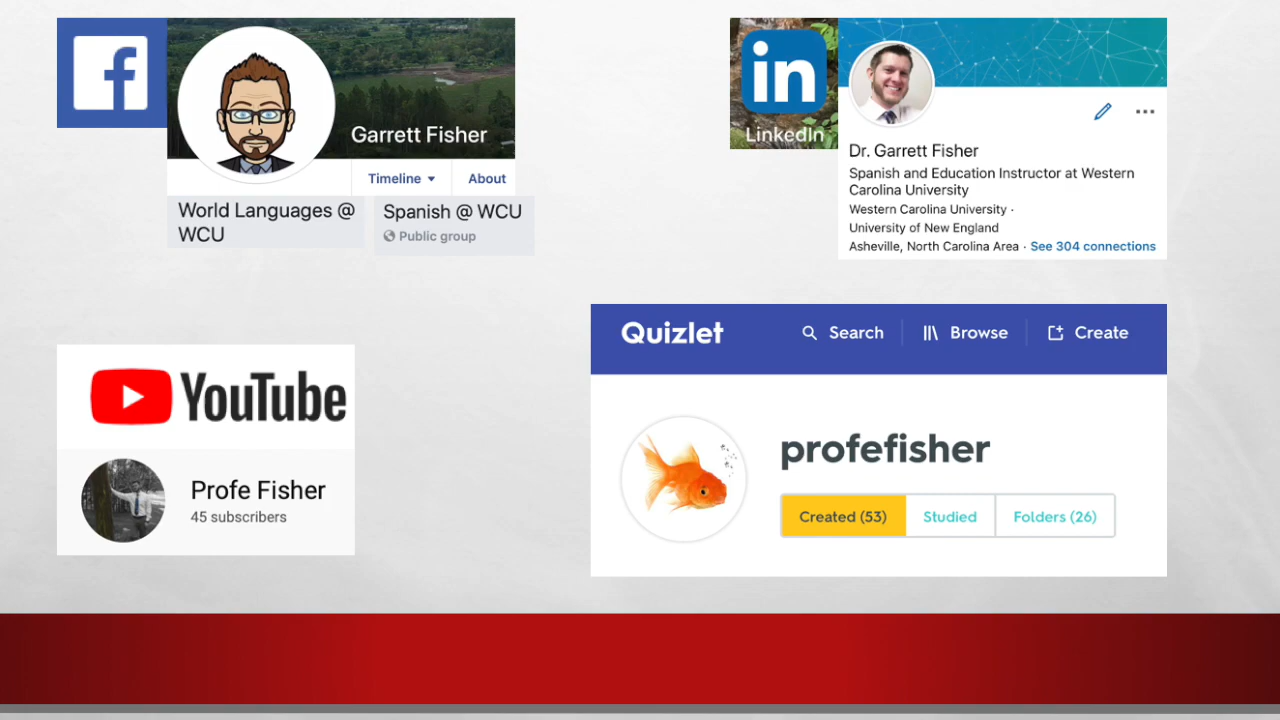 f
Garrett Fisher
Timeline
About
World Languages @
WCU
Spanish @ WCU
Public group
in
LinkedIn
Dr. Garrett Fisher
Spanish and Education Instructor at Western
Carolina University
Western Carolina University ·
University of New England
Asheville, North Carolina Area · See 304 connections
YouTube
Profe Fisher
45 subscribers
Quizlet
Search
Browse
Create
profefisher
Created (53)
Studied
Folders (26)